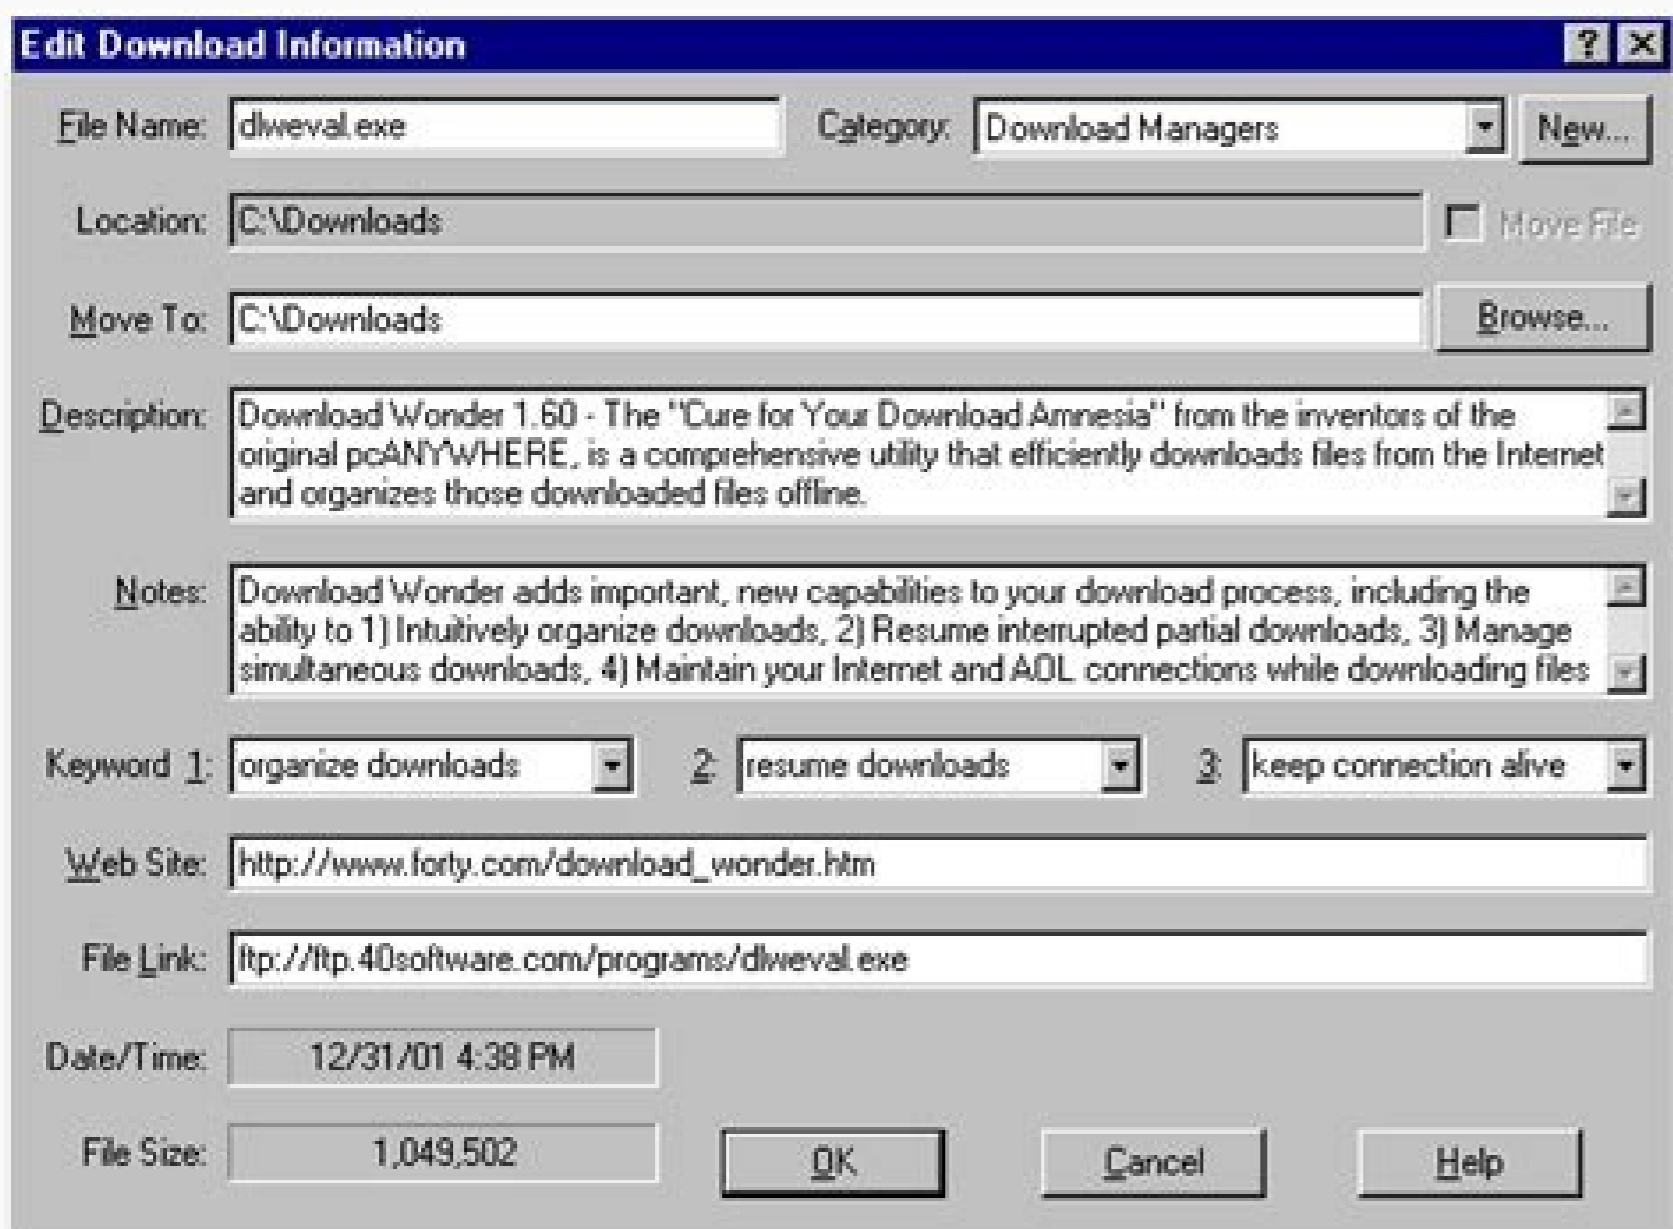 Edit Download Information
File Name: dlweval.exe Category: Download Managers New...
Location: C:\Downloads Move File
Move To: C:\Downloads Browse...
Description: Download Wonder 1.60 - The "Cure for Your Download Amnesia" from the inventors of the
original pcANYWHERE, is a comprehensive utility that efficiently downloads files from the Internet
and organizes those downloaded files offline.
Notes: Download Wonder adds important, new capabilities to your download process, including the
ability to 1) Intuitively organize downloads, 2) Resume interrupted partial downloads, 3) Manage
simultaneous downloads, 4) Maintain your Internet and AOL connections while downloading files
Keyword 1: organize downloads 2: resume downloads 3: keep connection alive
Web Site: http://www.forty.com/download_wonder.htm
File Link: ftp://ftp.40software.com/programs/dlweval.exe
Date/Time: 12/31/01 4:38 PM
File Size: 1,049,502 OK Cancel Help